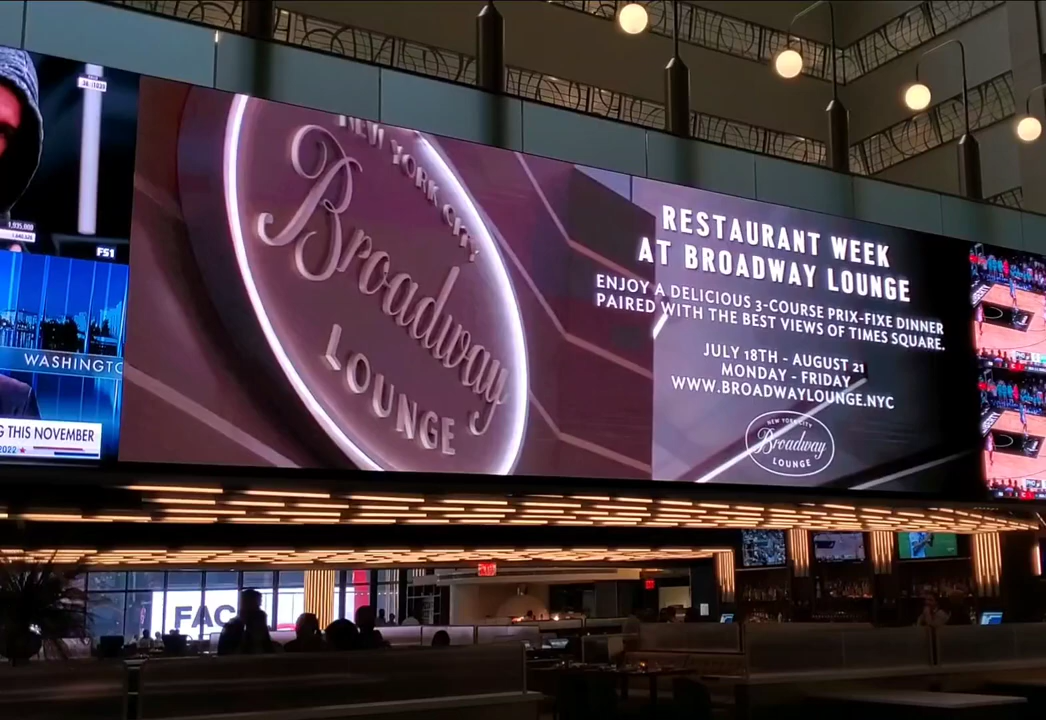 FS1
WASHINGTO
G THIS NOVEMBER
2022
NEW YORK CITY
Broadway
LOUNGE
RESTAURANT WEEK
AT BROADWAY LOUNGE
ENJOY A DELICIOUS 3-COURSE PRIX-FIXE DINNER
PAIRED WITH THE BEST VIEWS OF TIMES SQUARE.
JULY 18TH - AUGUST 21
MONDAY - FRIDAY
WWW.BROADWAYLOUNGE.NYC
NEW YORK CITY
Broadway
LOUNGE
EXIT
FAC